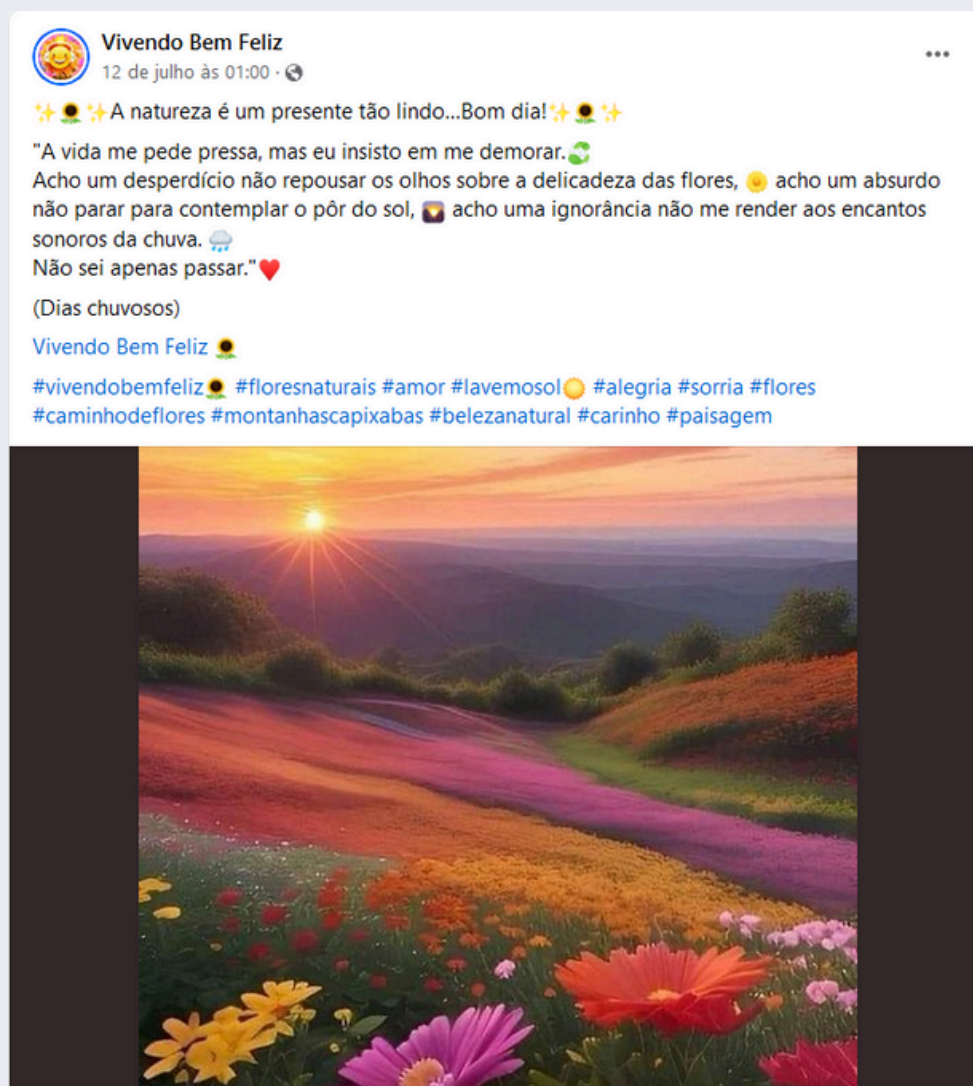 Vivendo Bem Feliz
12 de julho às 01:00 ·
✨🌻✨A natureza é um presente tão lindo...Bom dia!✨🌻✨
"A vida me pede pressa, mas eu insisto em me demorar.♻️
Acho um desperdício não repousar os olhos sobre a delicadeza das flores, 🌼 acho um absurdo
não parar para contemplar o pôr do sol, 🌄 acho uma ignorância não me render aos encantos
sonoros da chuva. 🌧️
Não sei apenas passar."♥️
(Dias chuvosos)
Vivendo Bem Feliz 🌻
#vivendobemfeliz🌻 #floresnaturais #amor #lavemosol🌞 #alegria #sorria #flores
#caminhodeflores #montanhascapixabas #belezanatural #carinho #paisagem